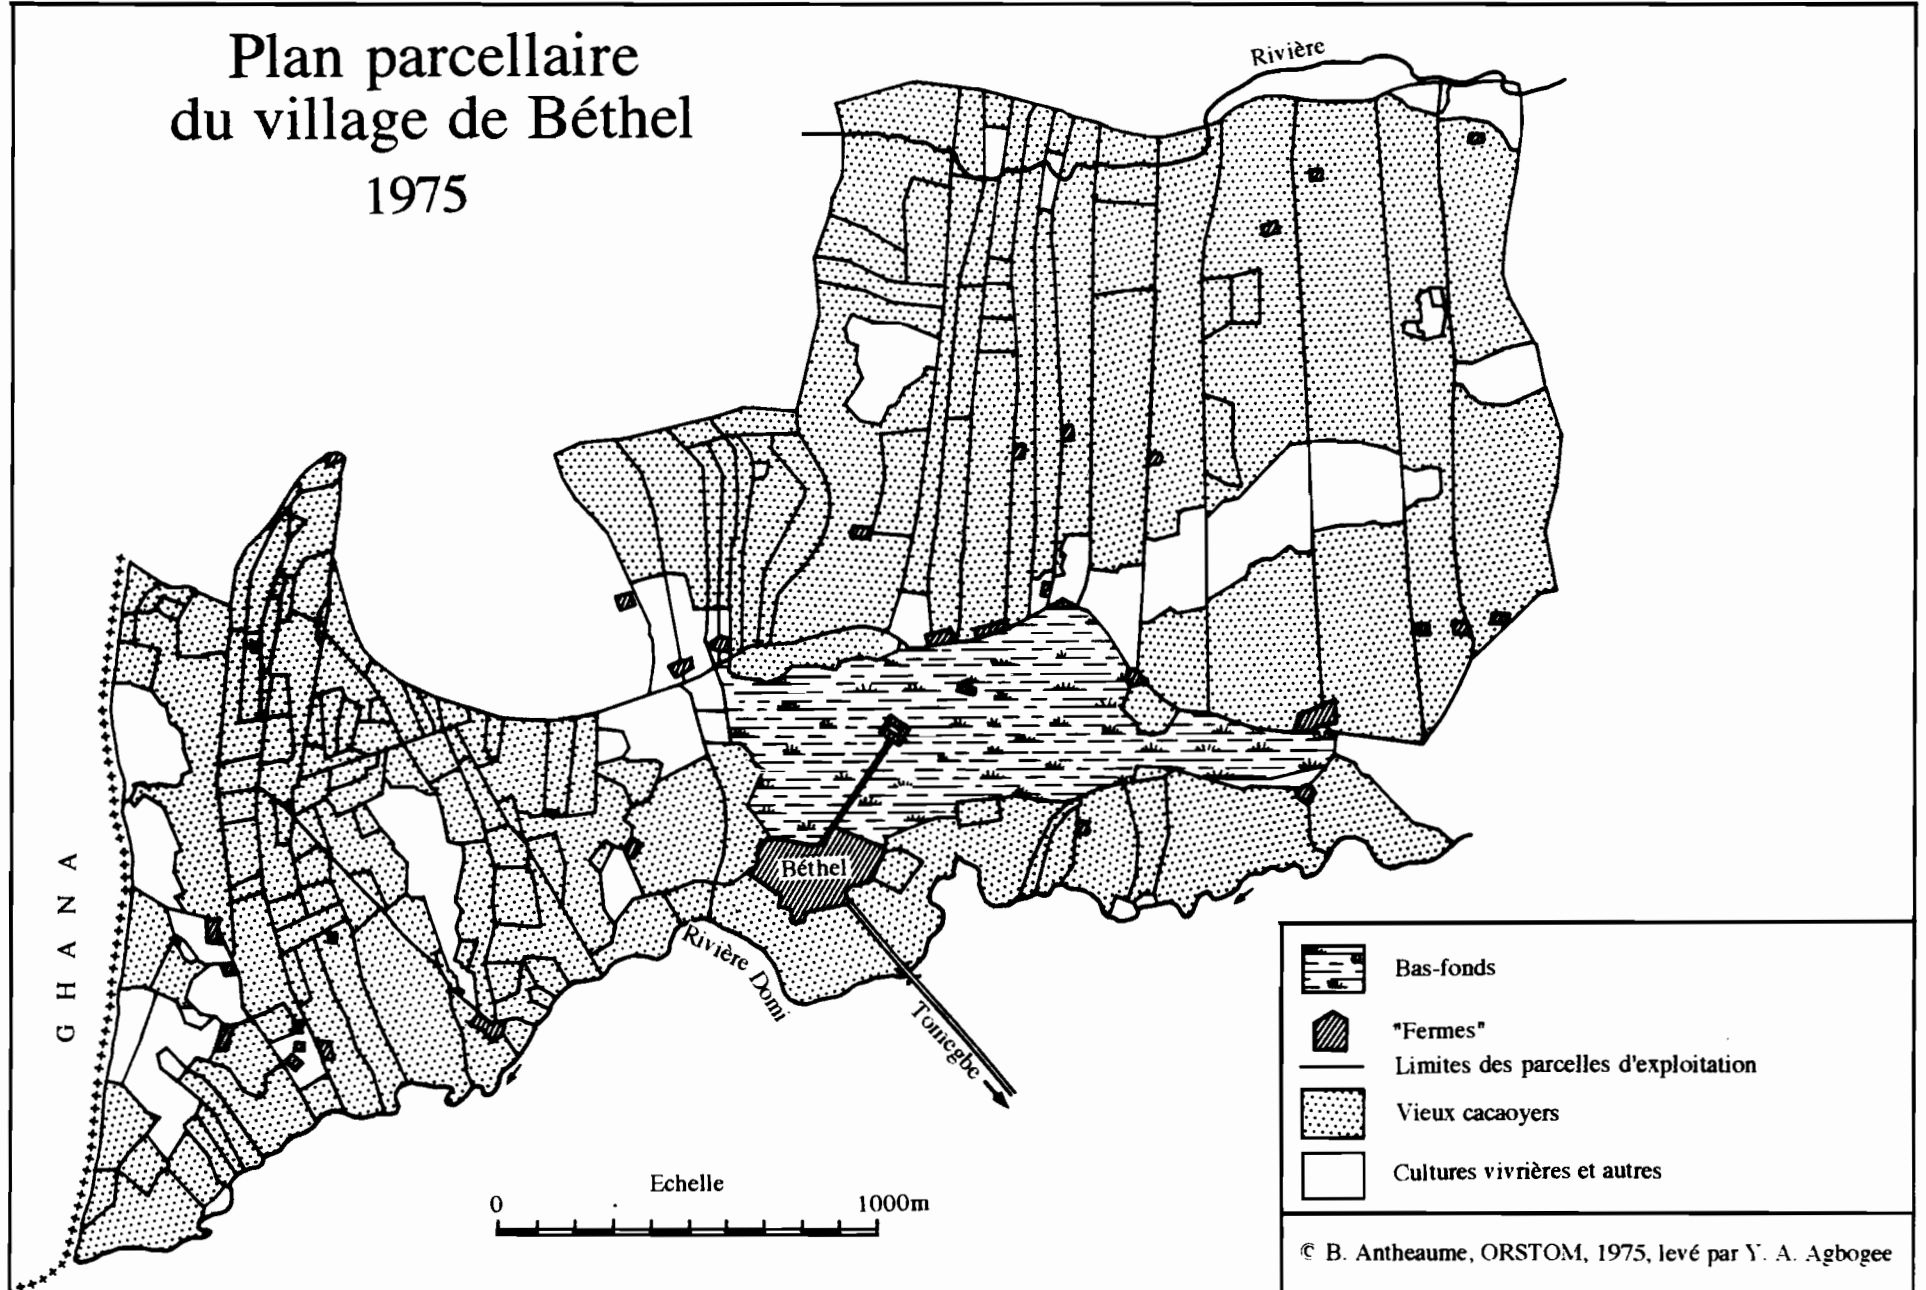 Plan parcellaire
du village de Béthel
1975
Rivière
GHANA
Béthel
Rivière Domi
Tomegbe
Echelle
0 1000m
Bas-fonds
"Fermes"
Limites des parcelles d'exploitation
Vieux cacaoyers
Cultures vivrières et autres
© B. Antheaume, ORSTOM, 1975, levé par Y. A. Agbogee